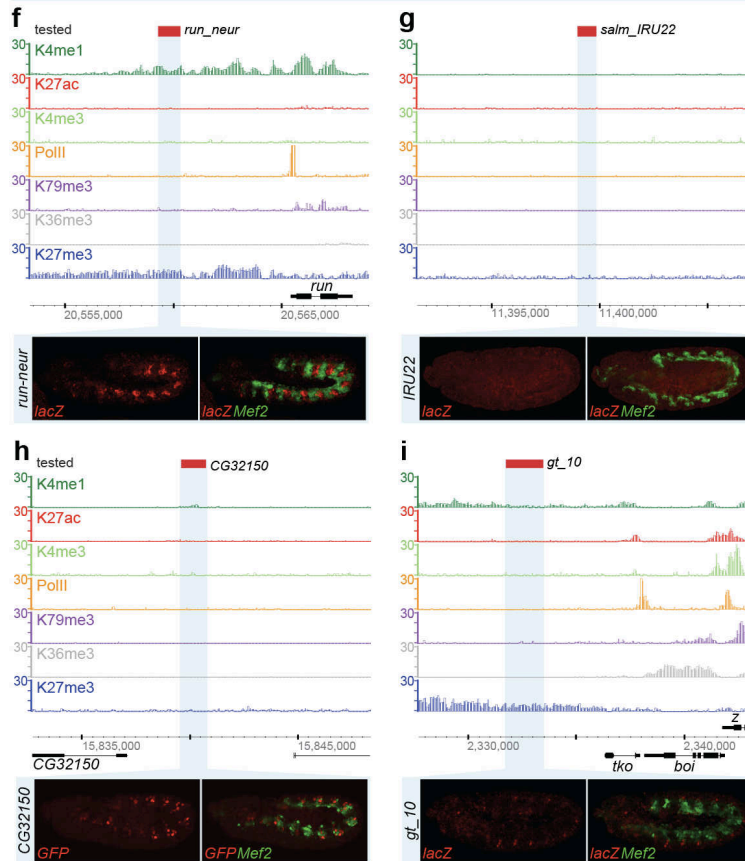 f
tested
run_neur
30
K4me1
30
K27ac
30
K4me3
30
PolII
30
K79me3
30
K36me3
30
K27me3
run
20,555,000
20,565,000
run-neur
lacZ
lacZ Mef2
g
salm_IRU22
30
30
30
30
30
30
30
11,395,000
11,400,000
IRU22
lacZ
lacZ Mef2
h
tested
CG32150
30
K4me1
30
K27ac
30
K4me3
30
PolII
30
K79me3
30
K36me3
30
K27me3
15,835,000
15,845,000
CG32150
CG32150
GFP
GFP Mef2
i
gt_10
30
30
30
30
30
30
30
z
2,330,000
2,340,000
tko
boi
gt_10
lacZ
lacZ Mef2